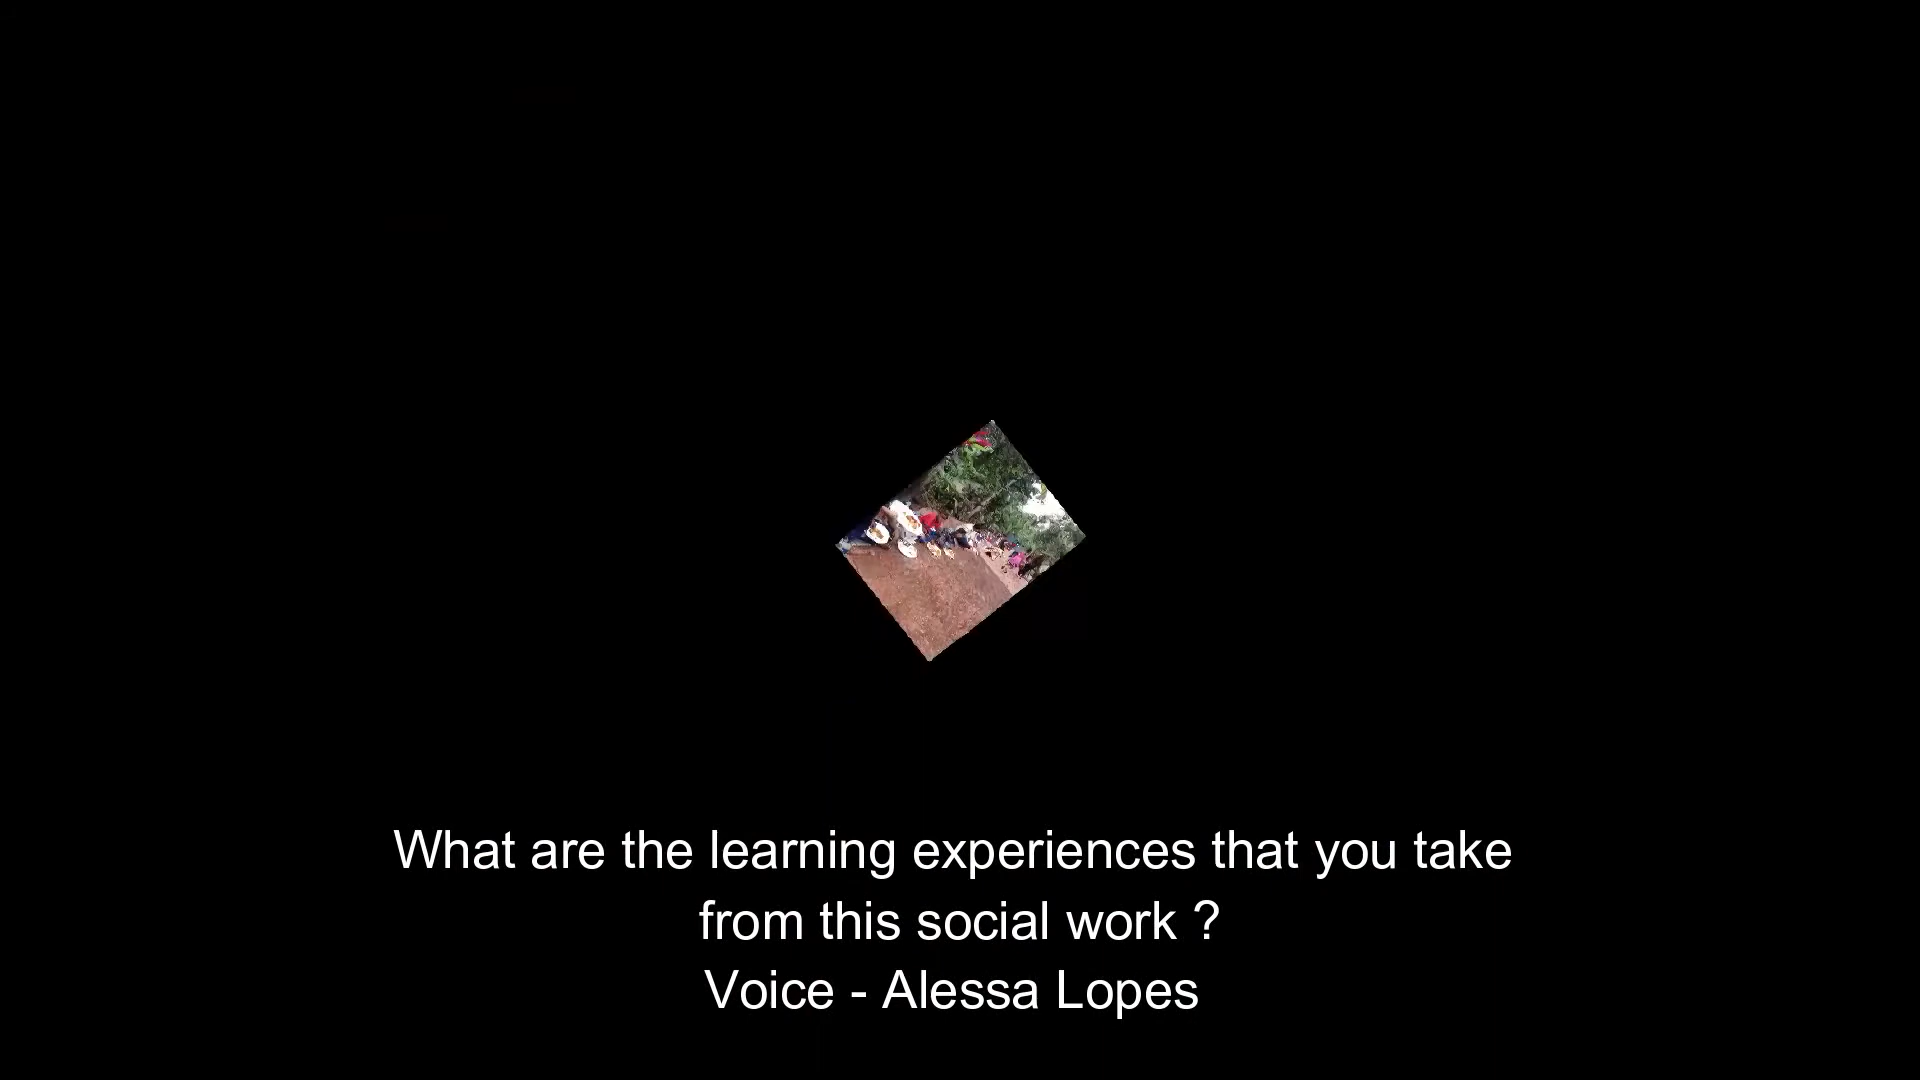 What are the learning experiences that you take
from this social work ?
Voice - Alessa Lopes